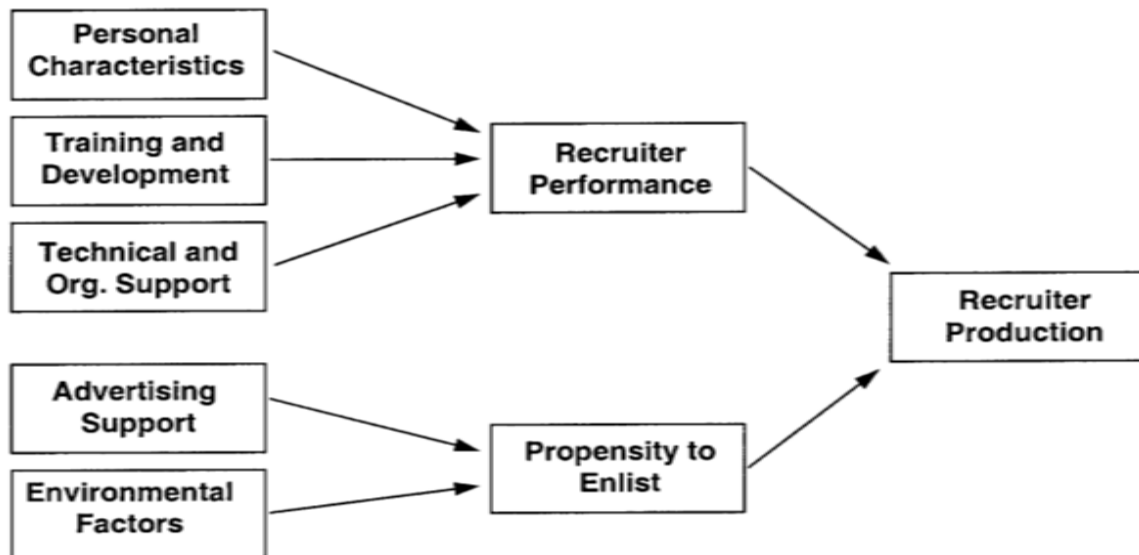 Personal
Characteristics
Training and
Development
Technical and
Org. Support
Advertising
Support
Environmental
Factors
Recruiter
Performance
Propensity to
Enlist
Recruiter
Production